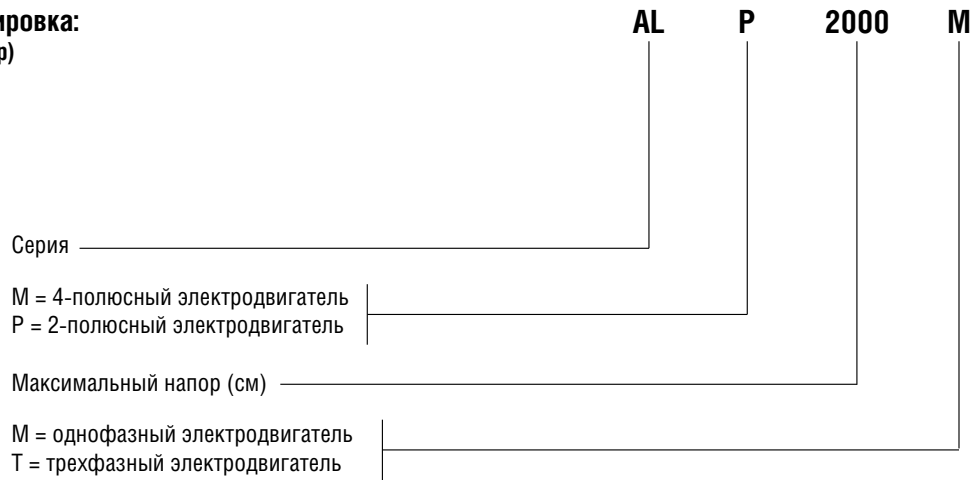 ировка: AL P 2000 M
р)
Серия
M = 4-полюсный электродвигатель
P = 2-полюсный электродвигатель
Максимальный напор (см)
M = однофазный электродвигатель
T = трехфазный электродвигатель